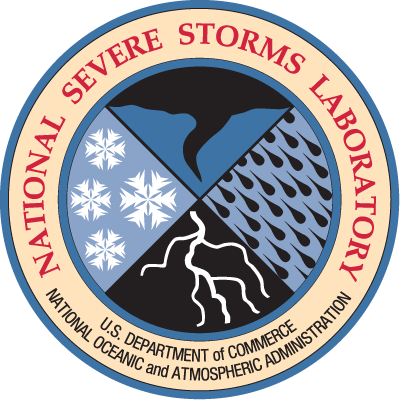 NATIONAL SEVERE STORMS LABORATORY
U.S. DEPARTMENT of COMMERCE
NATIONAL OCEANIC and ATMOSPHERIC ADMINISTRATION